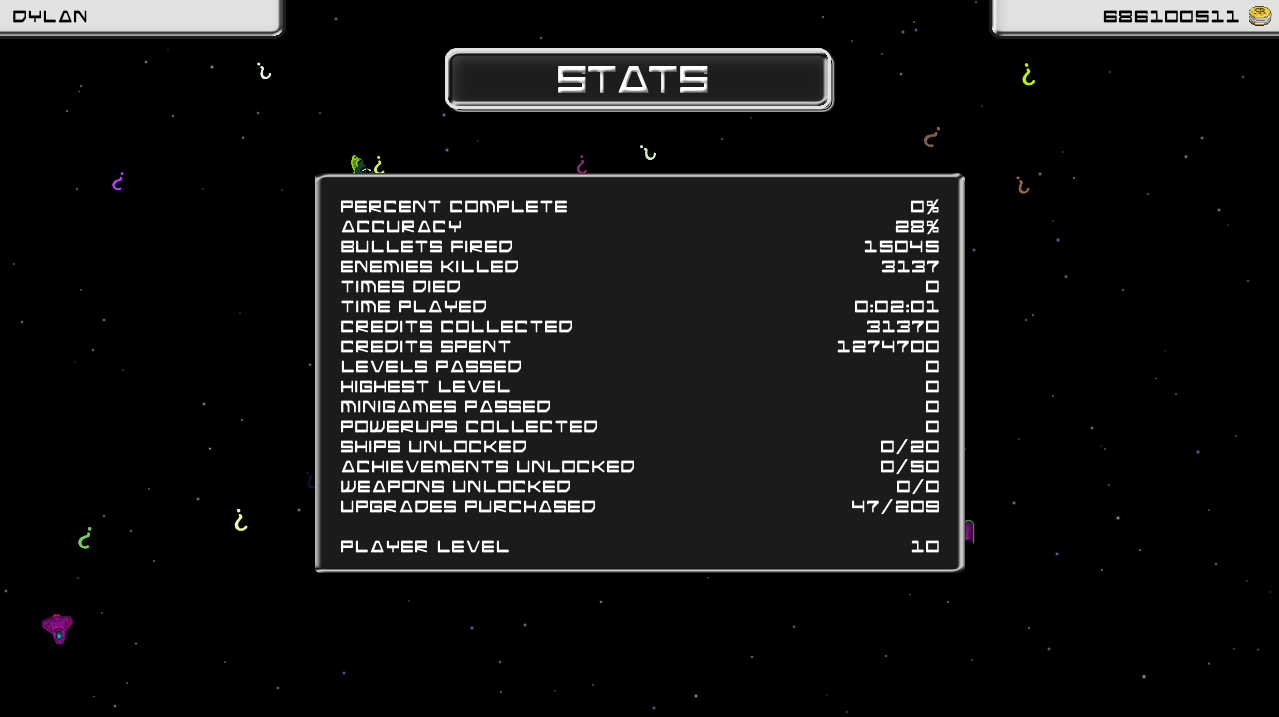 DYLAN
686100511
STATS
PERCENT COMPLETE 0%
ACCURACY 28%
BULLETS FIRED 15045
ENEMIES KILLED 3137
TIMES DIED 0
TIME PLAYED 0:02:01
CREDITS COLLECTED 31370
CREDITS SPENT 1274700
LEVELS PASSED 0
HIGHEST LEVEL 0
MINIGAMES PASSED 0
POWERUPS COLLECTED 0
SHIPS UNLOCKED 0/20
ACHIEVEMENTS UNLOCKED 0/50
WEAPONS UNLOCKED 0/0
UPGRADES PURCHASED 47/209
PLAYER LEVEL 10